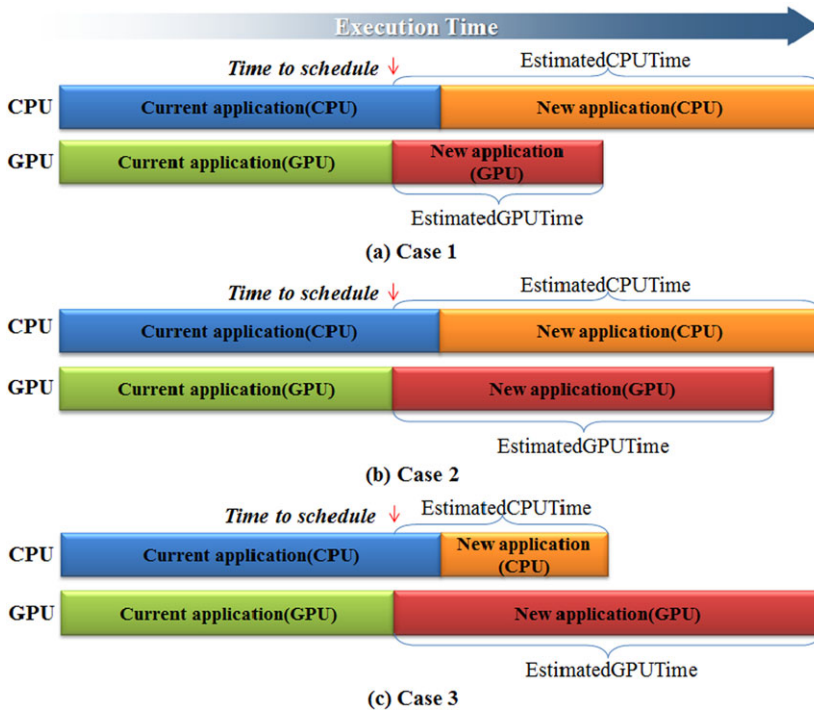 Execution Time
Time to schedule
EstimatedCPUTime
CPU
Current application(CPU)
New application(CPU)
GPU
Current application(GPU)
New application
(GPU)
EstimatedGPUTime
(a) Case 1
Time to schedule
EstimatedCPUTime
CPU
Current application(CPU)
New application(CPU)
GPU
Current application(GPU)
New application(GPU)
EstimatedGPUTime
(b) Case 2
Time to schedule
EstimatedCPUTime
CPU
Current application(CPU)
New application
(CPU)
GPU
Current application(GPU)
New application(GPU)
EstimatedGPUTime
(c) Case 3